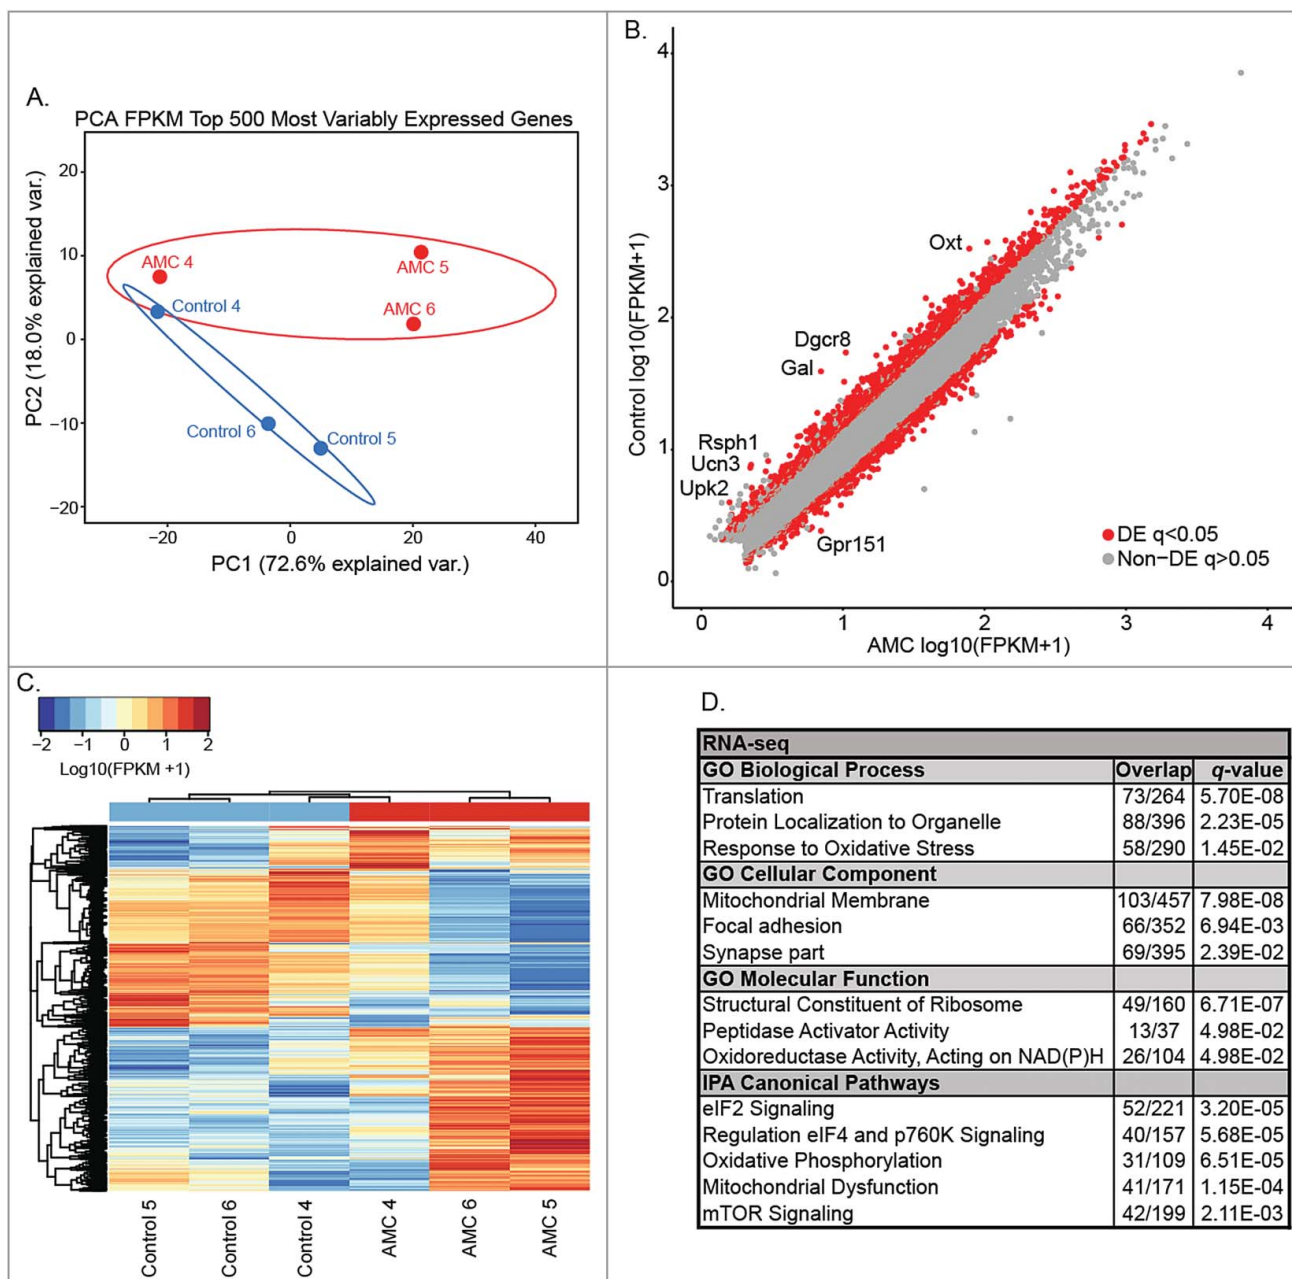 A.
PCA FPKM Top 500 Most Variably Expressed Genes
PC2 (18.0% explained var.)
20
10
0
−10
−20
AMC 4
AMC 5
AMC 6
Control 4
Control 6
Control 5
−20
0
20
40
PC1 (72.6% explained var.)
B.
Control log10(FPKM+1)
4
3
2
1
0
Oxt
Dgcr8
Gal
Rsph1
Ucn3
Upk2
Gpr151
DE q<0.05
Non−DE q>0.05
0
1
2
3
4
AMC log10(FPKM+1)
C.
−2 −1 0 1 2
Log10(FPKM +1)
Control 5
Control 6
Control 4
AMC 4
AMC 6
AMC 5
D.
RNA-seq
GO Biological Process Overlap q-value
Translation 73/264 5.70E-08
Protein Localization to Organelle 88/396 2.23E-05
Response to Oxidative Stress 58/290 1.45E-02
GO Cellular Component
Mitochondrial Membrane 103/457 7.98E-08
Focal adhesion 66/352 6.94E-03
Synapse part 69/395 2.39E-02
GO Molecular Function
Structural Constituent of Ribosome 49/160 6.71E-07
Peptidase Activator Activity 13/37 4.98E-02
Oxidoreductase Activity, Acting on NAD(P)H 26/104 4.98E-02
IPA Canonical Pathways
eIF2 Signaling 52/221 3.20E-05
Regulation eIF4 and p760K Signaling 40/157 5.68E-05
Oxidative Phosphorylation 31/109 6.51E-05
Mitochondrial Dysfunction 41/171 1.15E-04
mTOR Signaling 42/199 2.11E-03